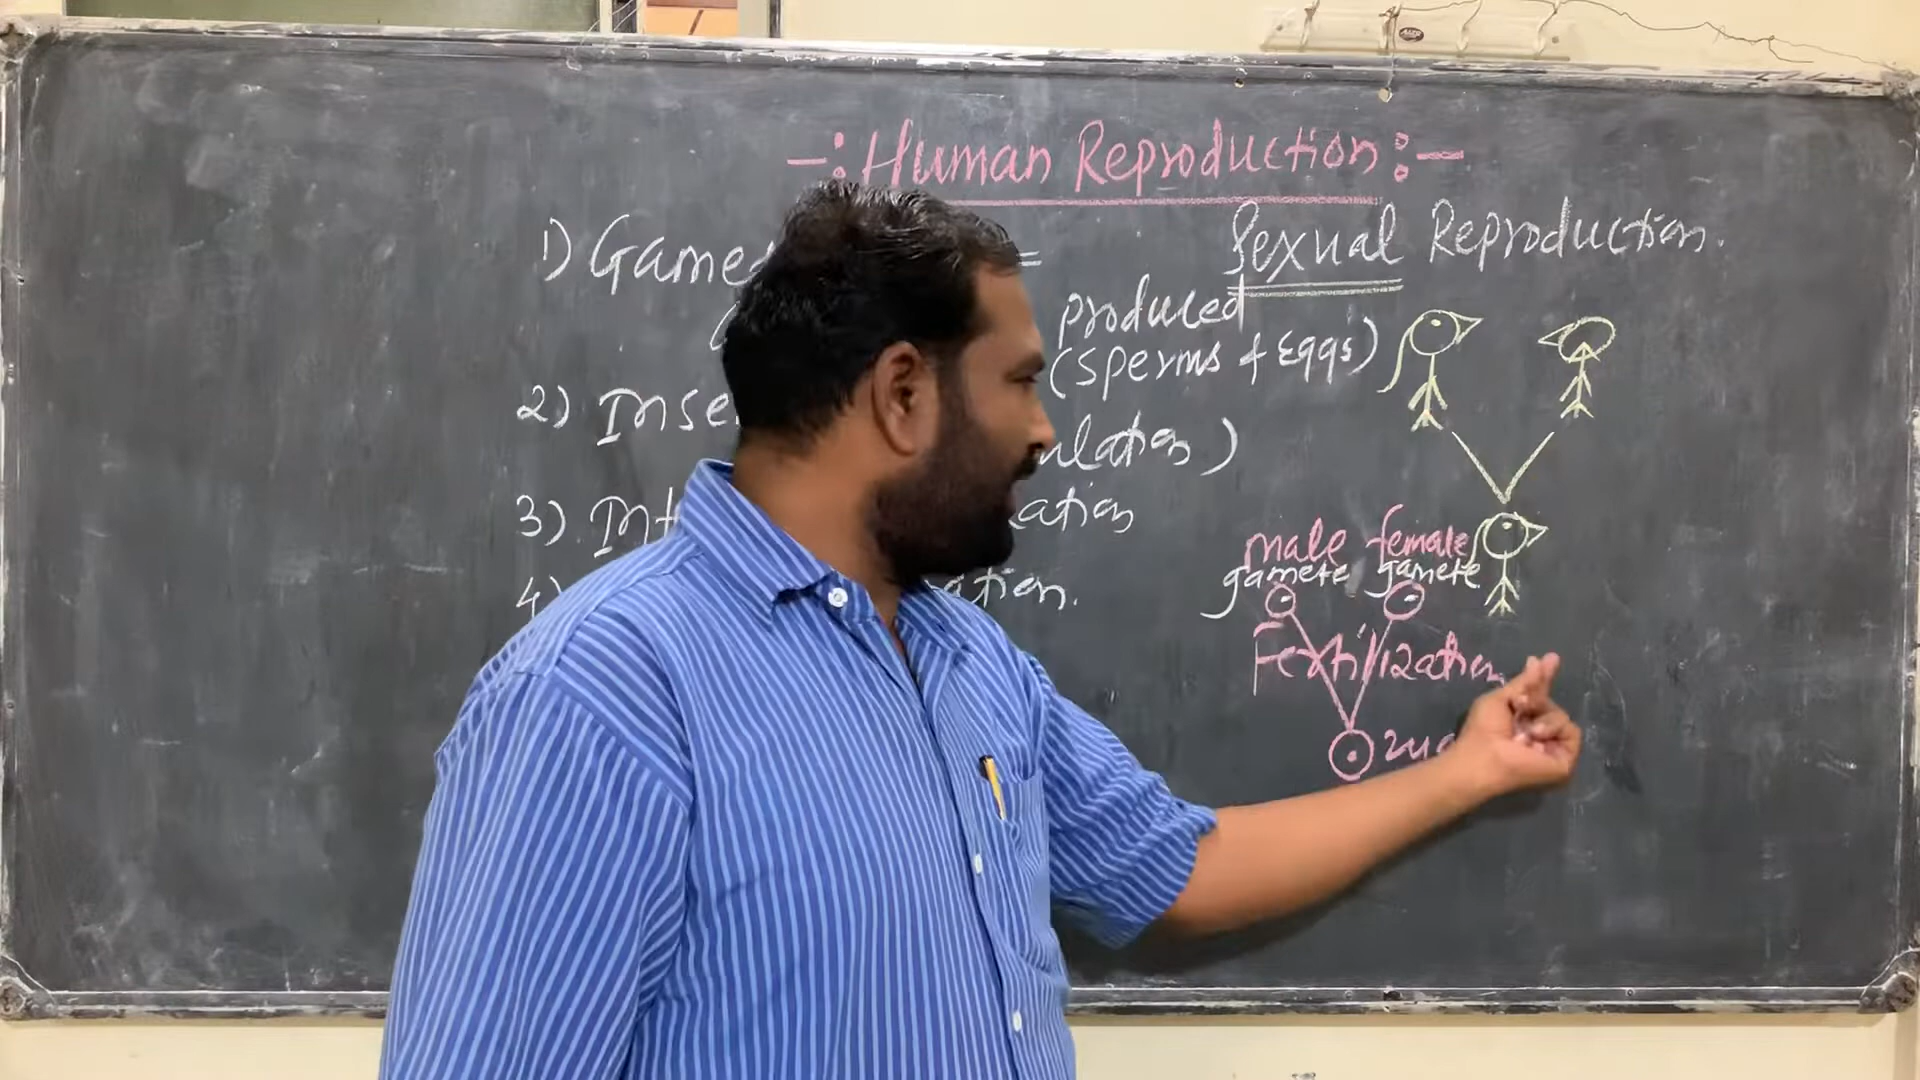 -: Human Reproduction :-
Sexual Reproduction.
1) Game =
produced
(sperms + Eggs)
2) Inse ulation)
3) Int ation
4) ation.
male female
gamete gamete
Fertilization